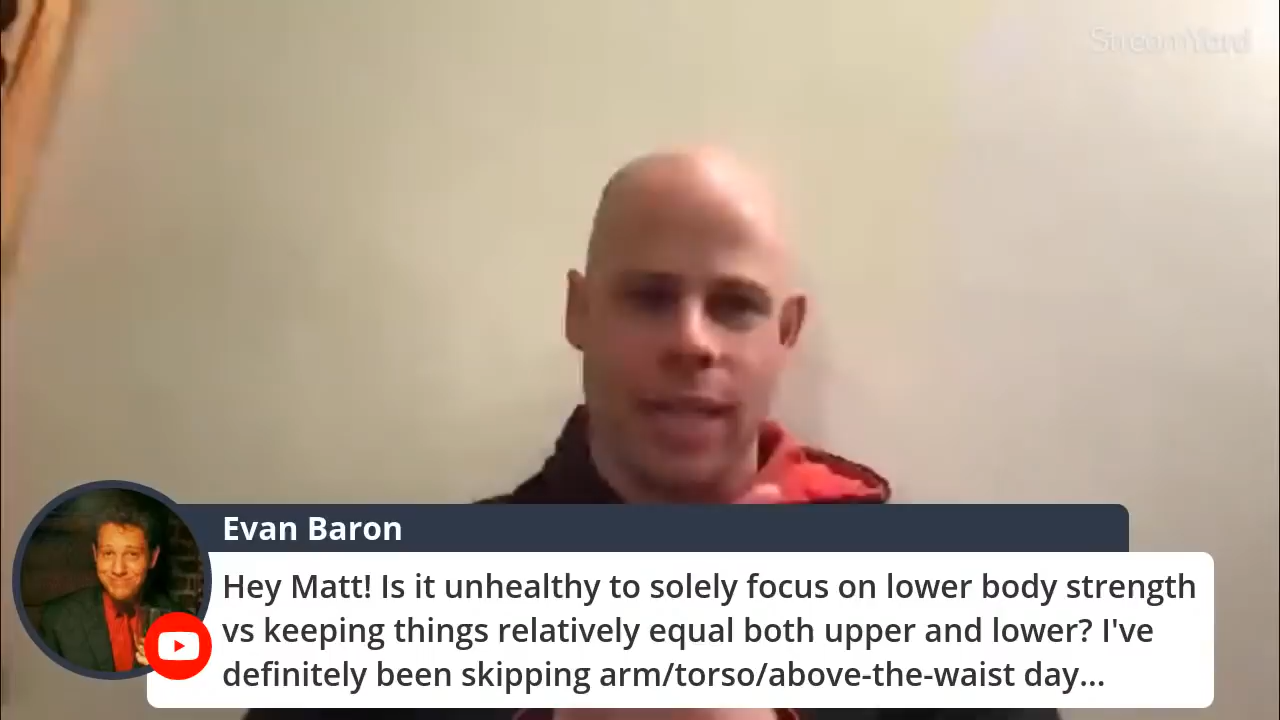 StreamYard
Evan Baron
Hey Matt! Is it unhealthy to solely focus on lower body strength
vs keeping things relatively equal both upper and lower? I've
definitely been skipping arm/torso/above-the-waist day...